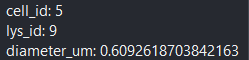 cell_id: 5
lys_id: 9
diameter_um: 0.6092618703842163